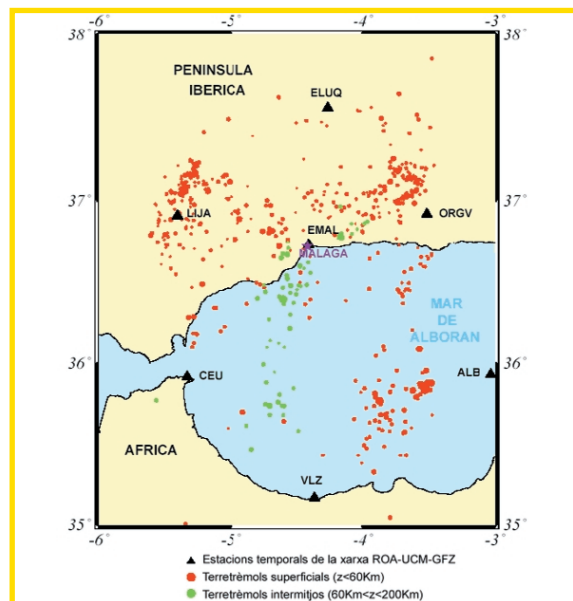 38°
38°
PENINSULA
IBERICA
ELUQ
37°
37°
LIJA
ORGV
EMAL
MALAGA
MAR
DE
ALBORAN
36°
36°
CEU
ALB
AFRICA
VLZ
35°
35°
-6°
-5°
-4°
-3°
Estacions temporals de la xarxa ROA-UCM-GFZ
Terretrèmols superficials (z<60Km)
Terretrèmols intermitjos (60Km<z<200Km)
-6°
-5°
-4°
-3°